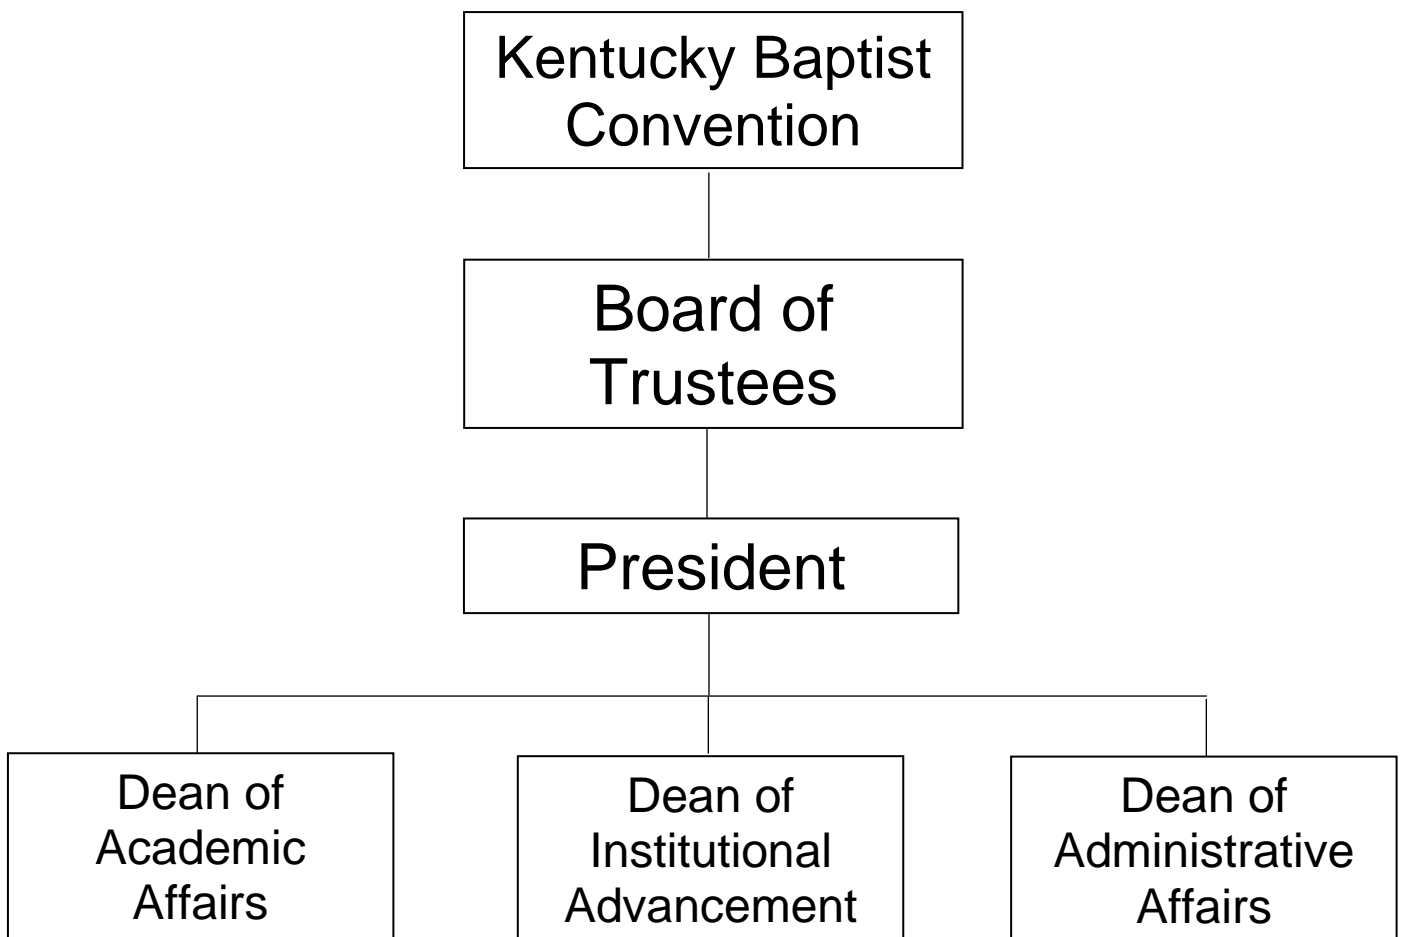 Kentucky Baptist
Convention
Board of
Trustees
President
Dean of
Academic
Affairs
Dean of
Institutional
Advancement
Dean of
Administrative
Affairs